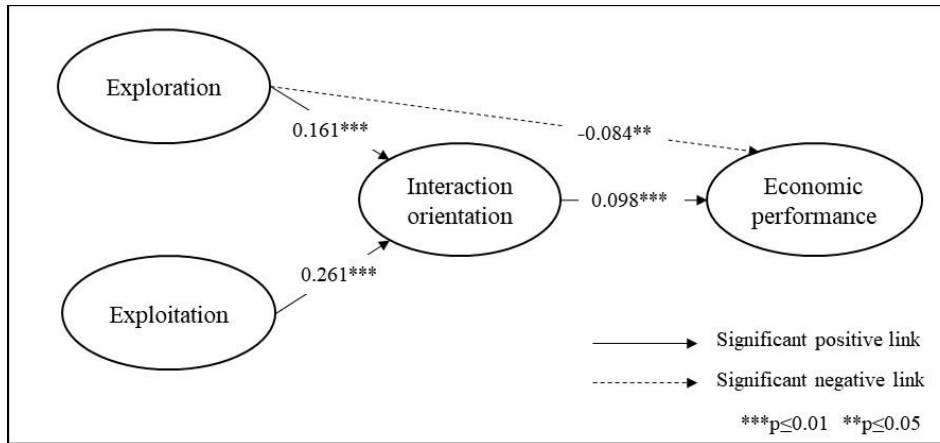 Exploration
0.161***
-0.084**
Interaction
orientation
0.098***
Economic
performance
0.261***
Exploitation
Significant positive link
Significant negative link
***p≤0.01 **p≤0.05